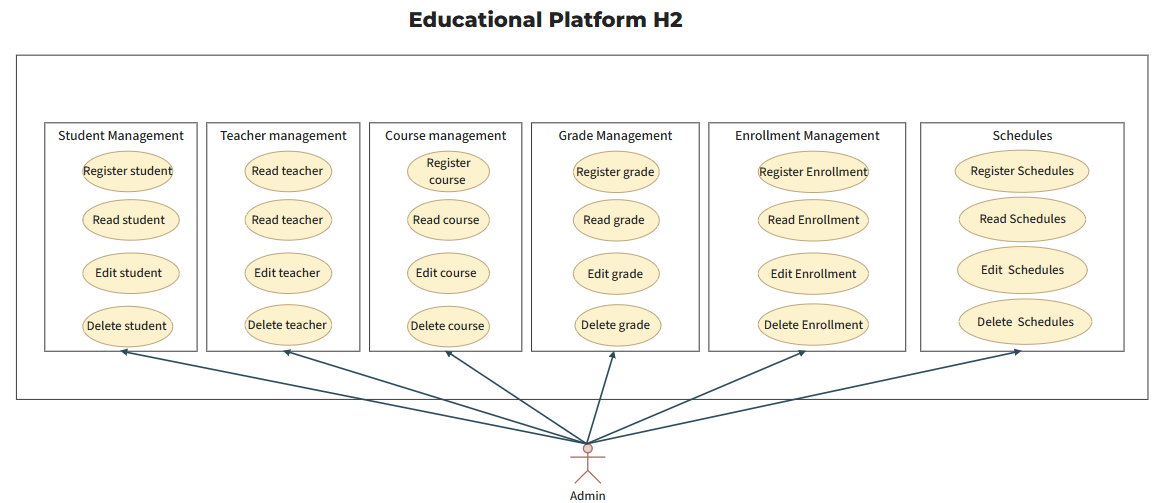 Educational Platform H2
Student Management
Register student
Read student
Edit student
Delete student
Teacher management
Read teacher
Read teacher
Edit teacher
Delete teacher
Course management
Register
course
Read course
Edit course
Delete course
Grade Management
Register grade
Read grade
Edit grade
Delete grade
Enrollment Management
Register Enrollment
Read Enrollment
Edit Enrollment
Delete Enrollment
Schedules
Register Schedules
Read Schedules
Edit Schedules
Delete Schedules
Admin